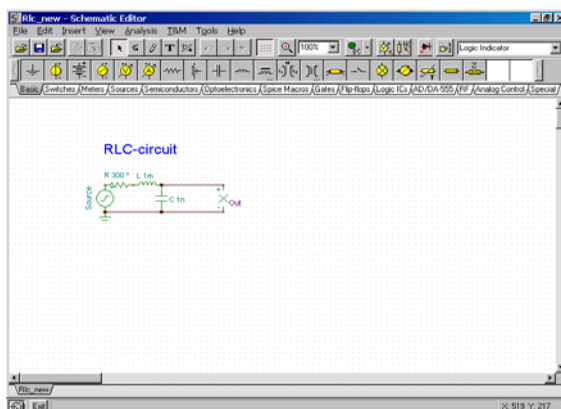 Rlc_new - Schematic Editor
File Edit Insert View Analysis T&M Tools Help
100% Logic Indicator
Basic Switches Meters Sources Semiconductors Optoelectronics Spice Macros Gates Flip-flops Logic ICs AD/DA-555 RF Analog Control Special
RLC-circuit
R 300 * L 1m
Source
C 1n
+
-
Out
Rlc_new
Exit X: 519 Y: 217